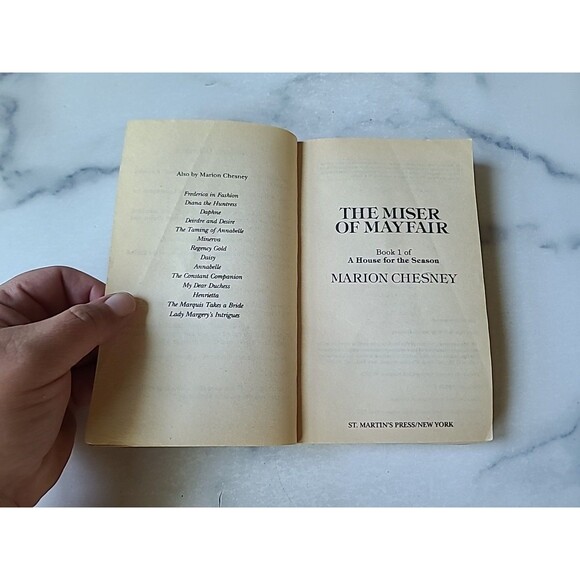 Also by Marion Chesney
Frederica in Fashion
Diana the Huntress
Daphne
Deirdre and Desire
The Taming of Annabelle
Minerva
Regency Gold
Daisy
Annabelle
The Constant Companion
My Dear Duchess
Henrietta
The Marquis Takes a Bride
Lady Margery's Intrigues
THE MISER
OF MAYFAIR
Book 1 of
A House for the Season
MARION CHESNEY
ST. MARTIN'S PRESS/NEW YORK